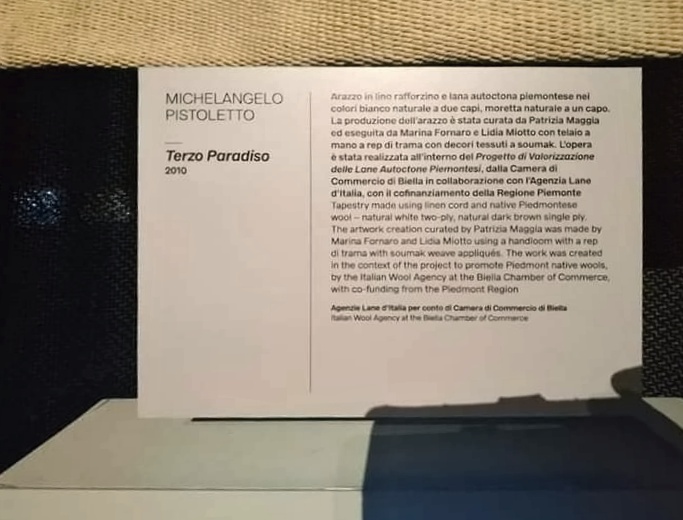 MICHELANGELO
PISTOLETTO
Terzo Paradiso
2010
Arazzo in lino rafforzino e lana autoctona piemontese nei
colori bianco naturale a due capi, moretta naturale a un capo.
La produzione dell'arazzo è stata curata da Patrizia Maggia
ed eseguita da Marina Fornaro e Lidia Miotto con telaio a
mano a rep di trama con decori tessuti a soumak. L'opera
è stata realizzata all'interno del Progetto di Valorizzazione
delle Lane Autoctone Piemontesi, dalla Camera di
Commercio di Biella in collaborazione con l'Agenzia Lane
d'Italia, con il cofinanziamento della Regione Piemonte
Tapestry made using linen cord and native Piedmontese
wool – natural white two-ply, natural dark brown single ply.
The artwork creation curated by Patrizia Maggia was made by
Marina Fornaro and Lidia Miotto using a handloom with a rep
di trama with soumak weave appliqués. The work was created
in the context of the project to promote Piedmont native wools,
by the Italian Wool Agency at the Biella Chamber of Commerce,
with co-funding from the Piedmont Region
Agenzie Lane d'Italia per conto di Camera di Commercio di Biella
Italian Wool Agency at the Biella Chamber of Commerce